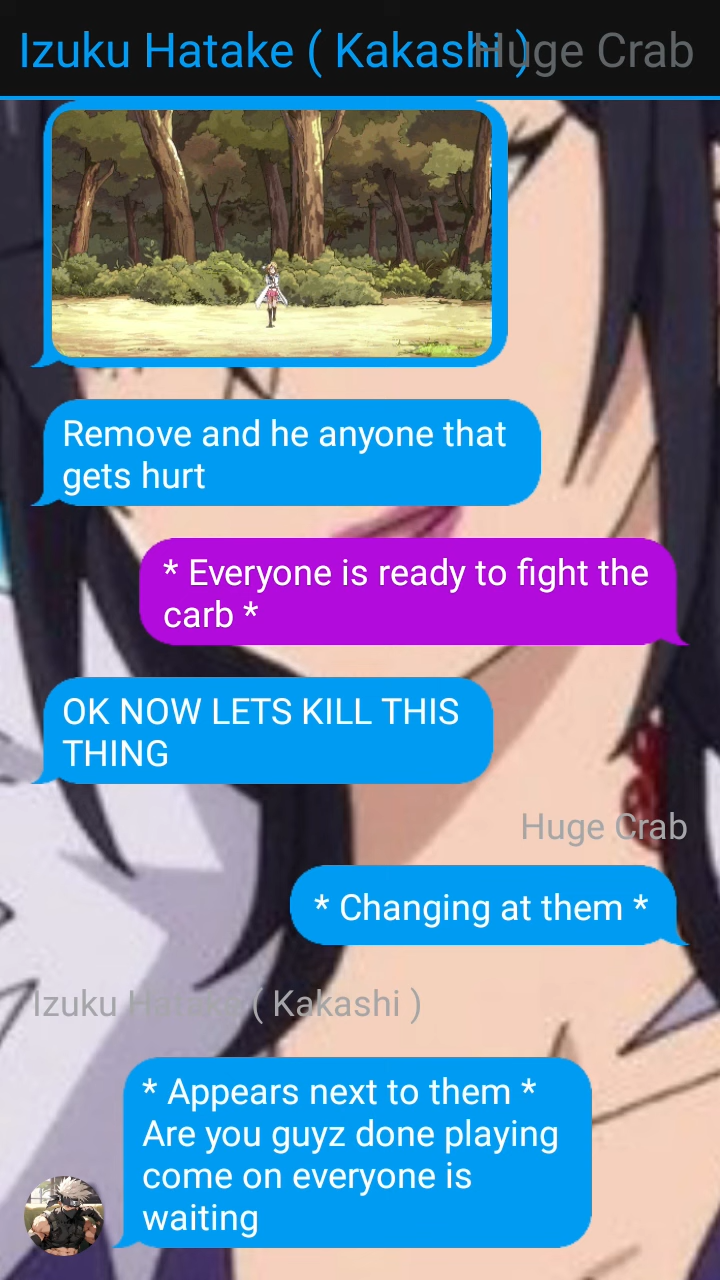 Izuku Hatake ( Kakashi ) Huge Crab
Remove and he anyone that
gets hurt
* Everyone is ready to fight the
carb *
OK NOW LETS KILL THIS
THING
Huge Crab
* Changing at them *
Izuku Hatake ( Kakashi )
* Appears next to them *
Are you guyz done playing
come on everyone is
waiting